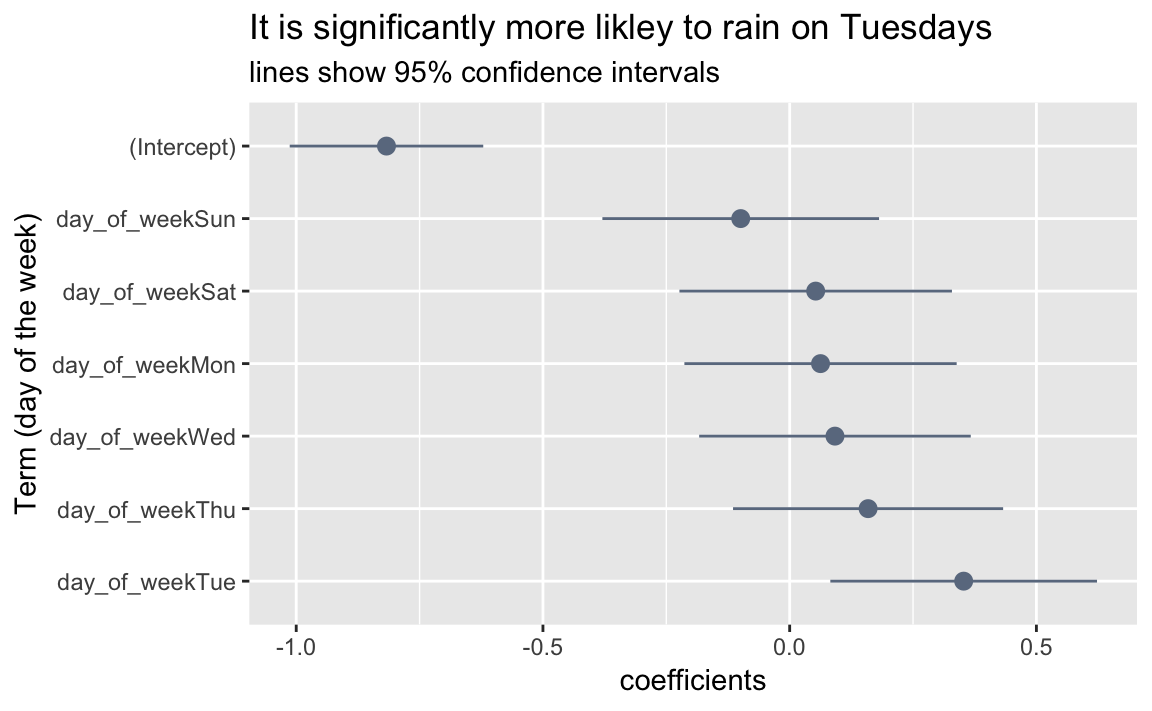 It is significantly more likley to rain on Tuesdays
lines show 95% confidence intervals
Term (day of the week)
(Intercept)
day_of_weekSun
day_of_weekSat
day_of_weekMon
day_of_weekWed
day_of_weekThu
day_of_weekTue
-1.0 -0.5 0.0 0.5
coefficients